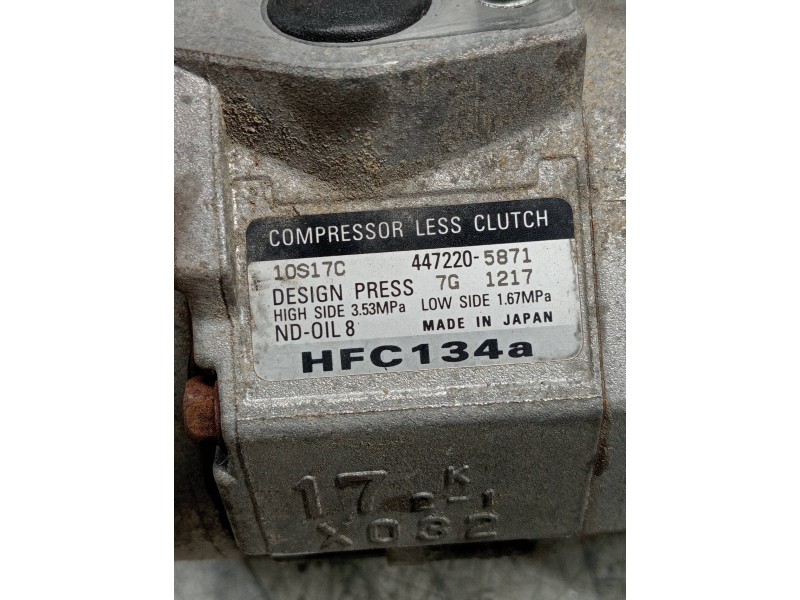 COMPRESSOR LESS CLUTCH
10S17C 447220-5871
DESIGN PRESS 7G 1217
HIGH SIDE 3.53MPa LOW SIDE 1.67MPa
ND-OIL 8 MADE IN JAPAN
HFC134a
17 K
X032